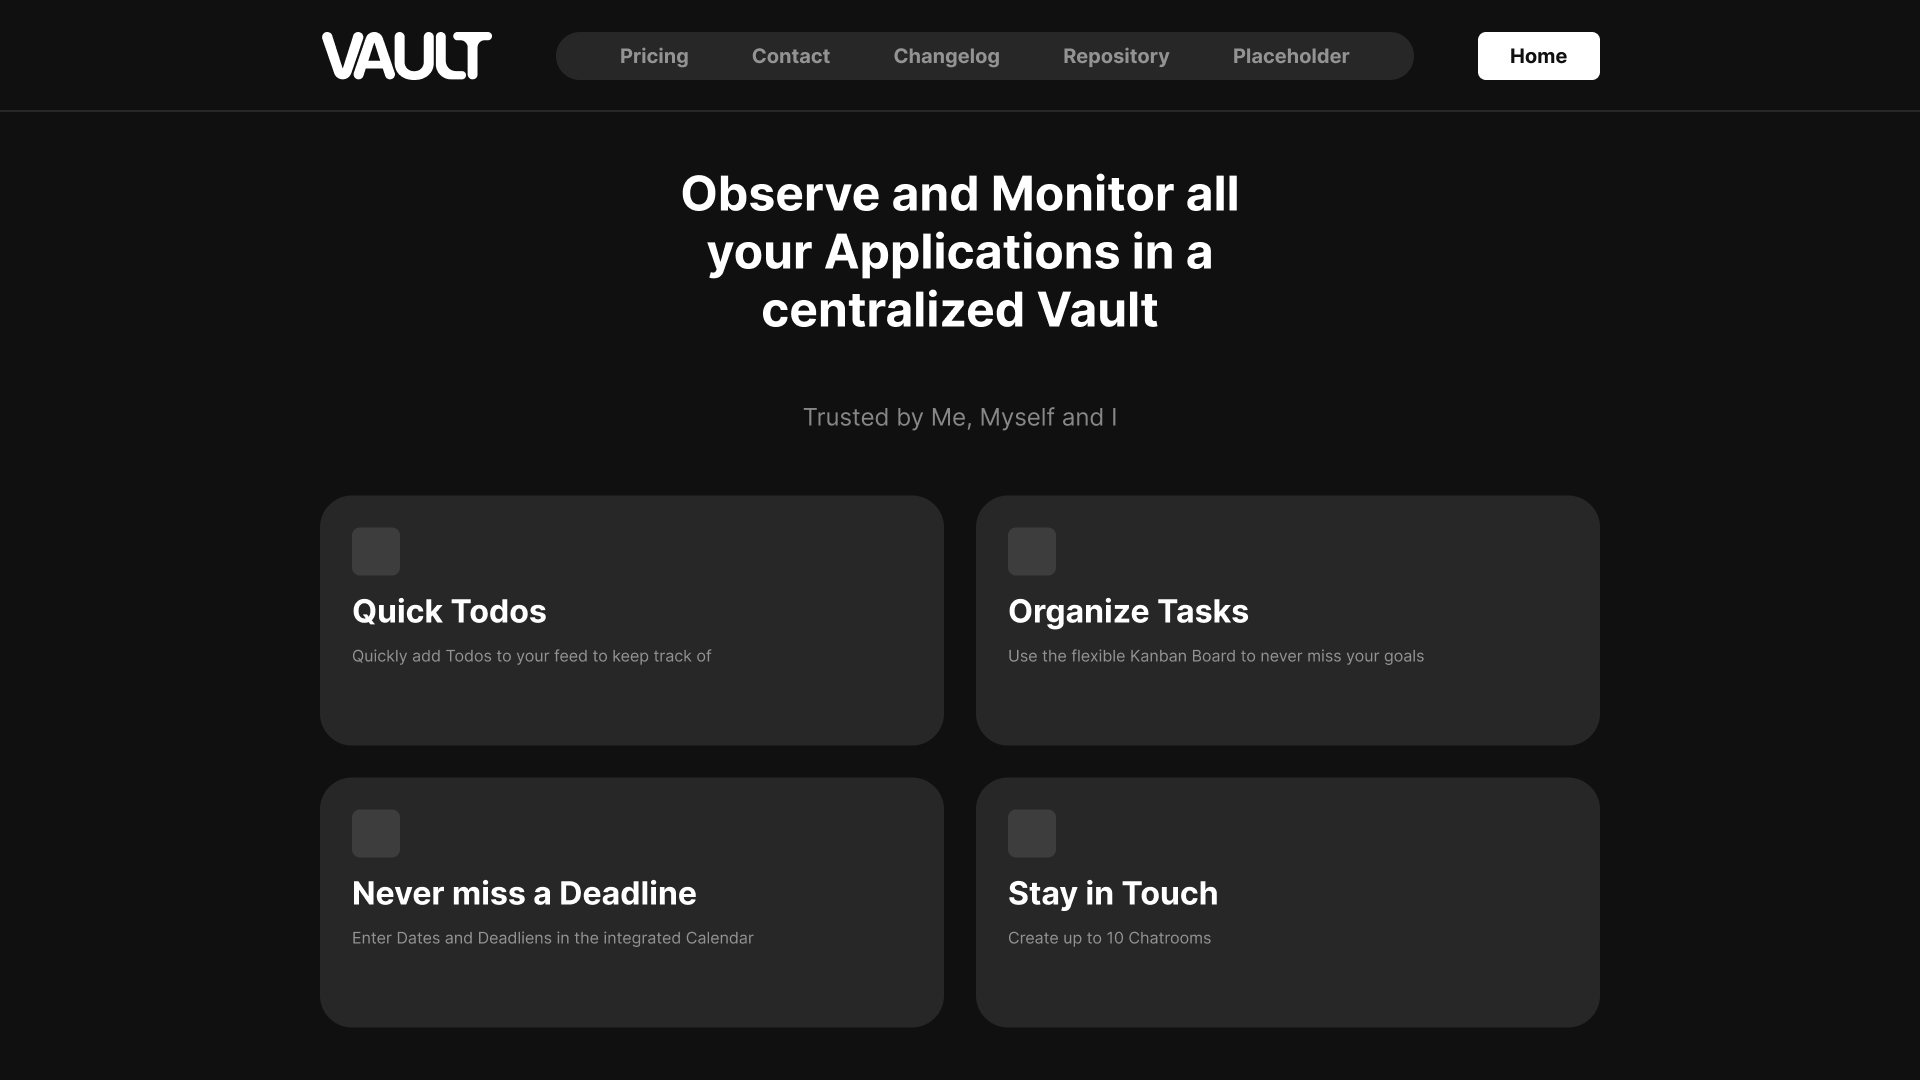 VAULT
Pricing
Contact
Changelog
Repository
Placeholder
Home
Observe and Monitor all
your Applications in a
centralized Vault
Trusted by Me, Myself and I
Quick Todos
Quickly add Todos to your feed to keep track of
Organize Tasks
Use the flexible Kanban Board to never miss your goals
Never miss a Deadline
Enter Dates and Deadliens in the integrated Calendar
Stay in Touch
Create up to 10 Chatrooms